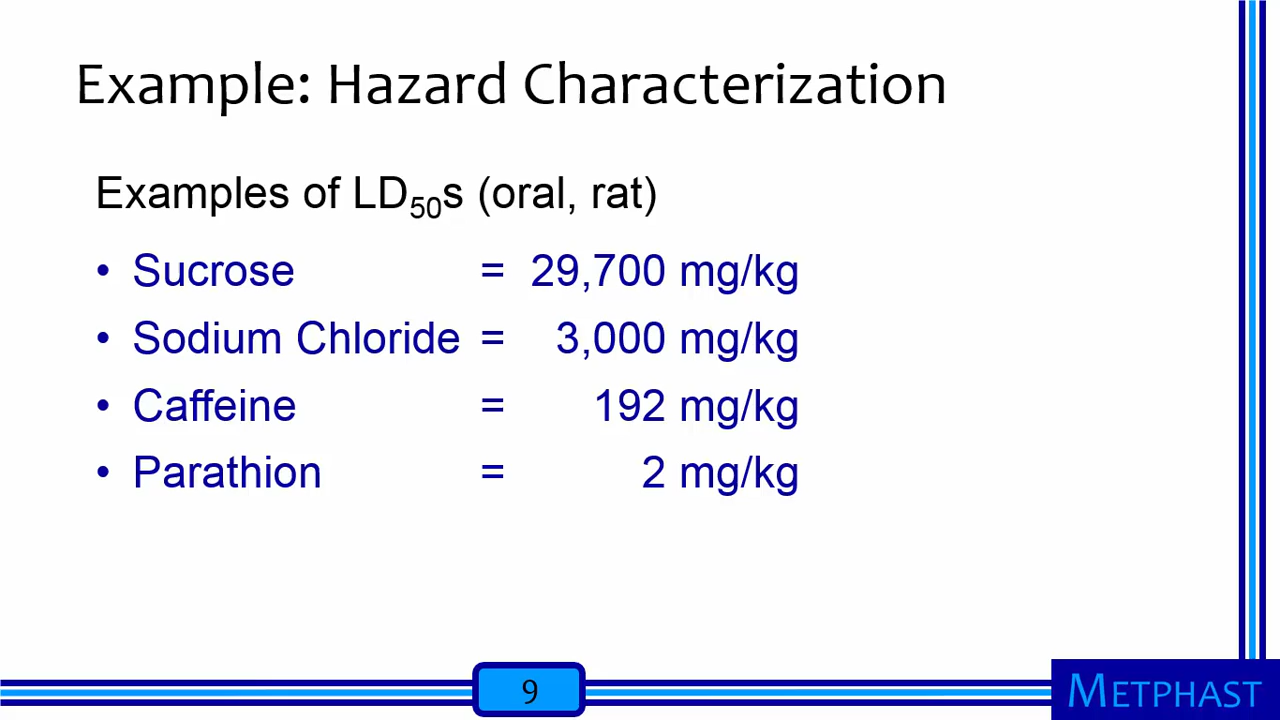 Example: Hazard Characterization
Examples of LD₅₀s (oral, rat)
• Sucrose = 29,700 mg/kg
• Sodium Chloride = 3,000 mg/kg
• Caffeine = 192 mg/kg
• Parathion = 2 mg/kg
9
METPHAST